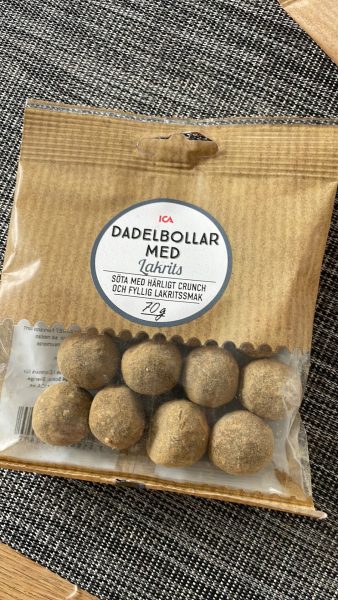 ICA
DADELBOLLAR
MED
Lakrits
SÖTA MED HÄRLIGT CRUNCH
OCH FYLLIG LAKRITSSMAK
70 g